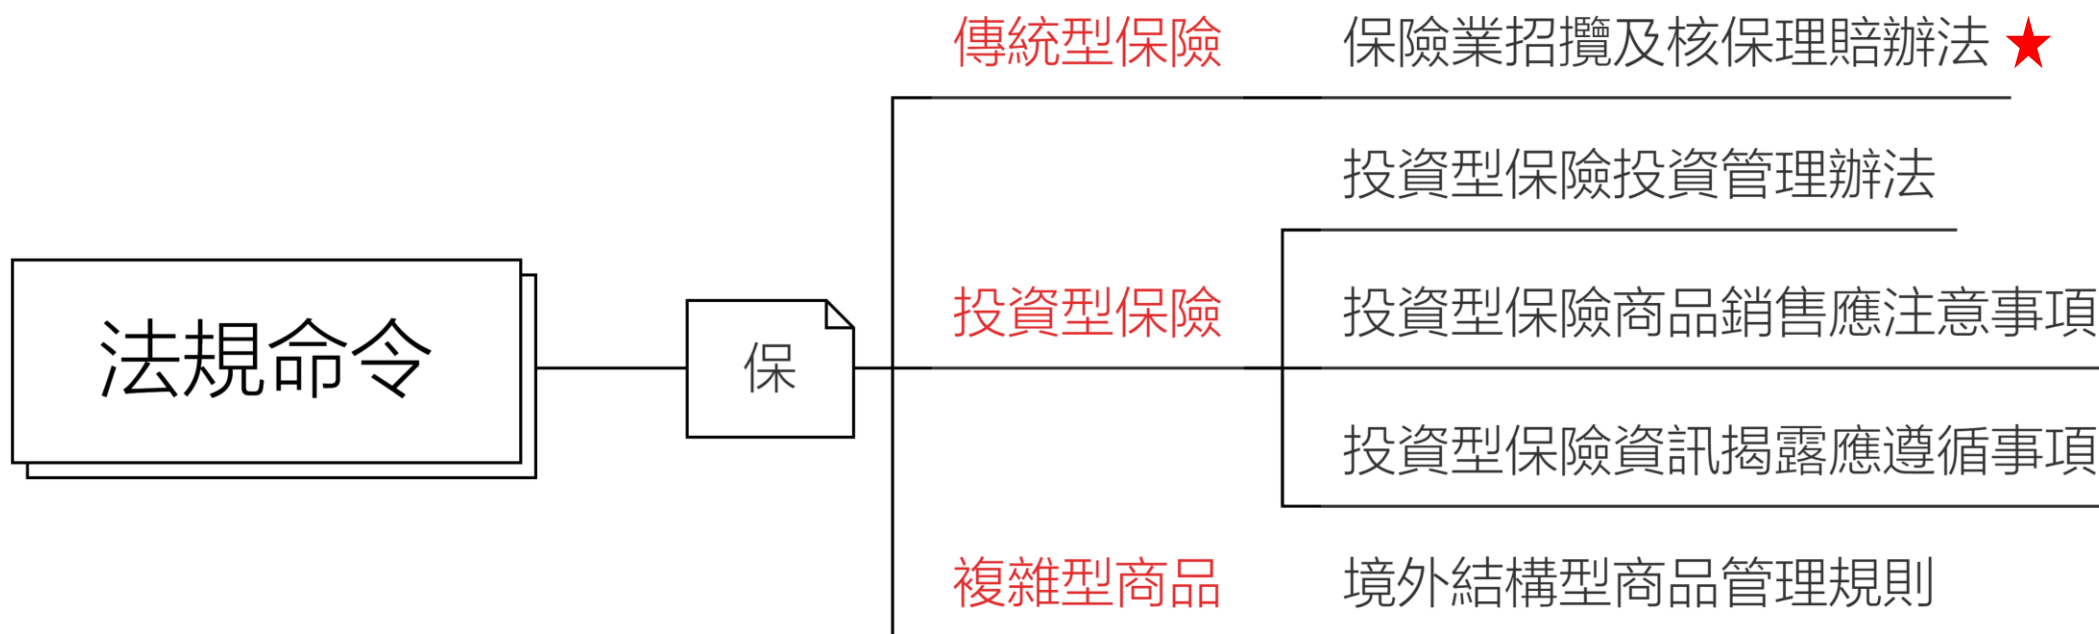 法規命令
保
傳統型保險
保險業招攬及核保理賠辦法
投資型保險
投資型保險投資管理辦法
投資型保險商品銷售應注意事項
投資型保險資訊揭露應遵循事項
複雜型商品
境外結構型商品管理規則